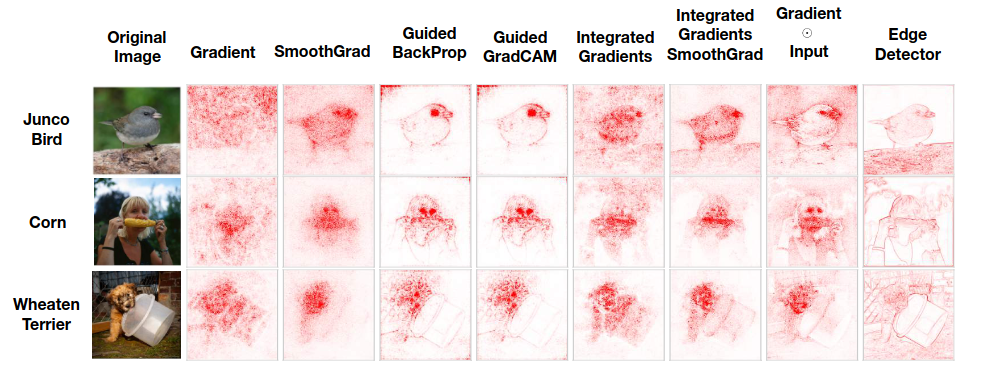 Original
Image
Gradient
SmoothGrad
Guided
BackProp
Guided
GradCAM
Integrated
Gradients
Integrated
Gradients
SmoothGrad
Gradient
⊙
Input
Edge
Detector
Junco
Bird
Corn
Wheaten
Terrier